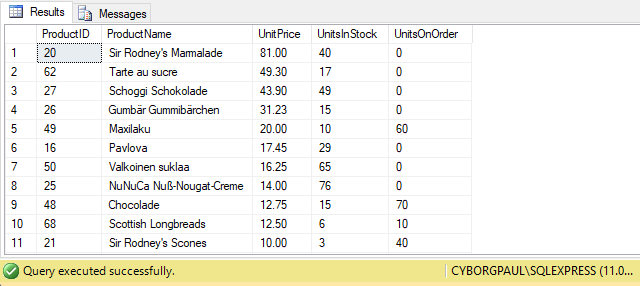 Results Messages
ProductID ProductName UnitPrice UnitsInStock UnitsOnOrder
1 20 Sir Rodney's Marmalade 81.00 40 0
2 62 Tarte au sucre 49.30 17 0
3 27 Schoggi Schokolade 43.90 49 0
4 26 Gumbär Gummibärchen 31.23 15 0
5 49 Maxilaku 20.00 10 60
6 16 Pavlova 17.45 29 0
7 50 Valkoinen suklaa 16.25 65 0
8 25 NuNuCa Nuß-Nougat-Creme 14.00 76 0
9 48 Chocolade 12.75 15 70
10 68 Scottish Longbreads 12.50 6 10
11 21 Sir Rodney's Scones 10.00 3 40
Query executed successfully. CYBORGPAUL\SQLEXPRESS (11.0...